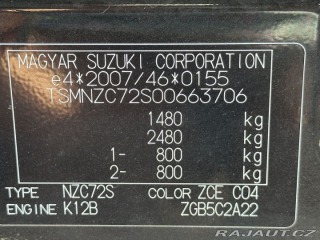 MAGYAR SUZUKI CORPORATION
e4*2007/46*0155
TSMNZC72S00663706
1480 kg
2480 kg
1- 800 kg
2- 800 kg
TYPE NZC72S COLOR ZCE C04
ENGINE K12B ZGB5C2A22
RAJAUT.CZ